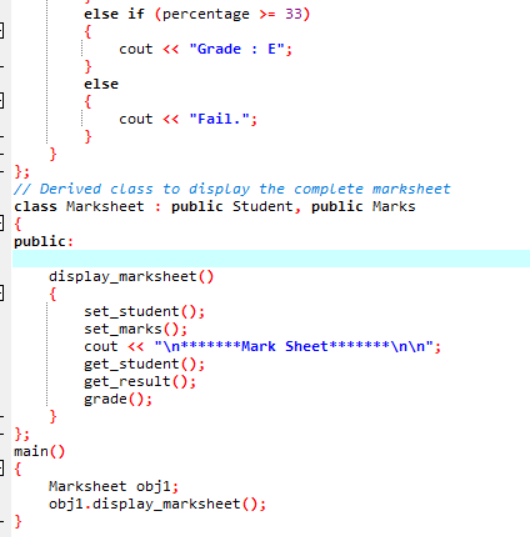 else if (percentage >= 33)
{
cout << "Grade : E";
}
else
{
cout << "Fail.";
}
}
};
// Derived class to display the complete marksheet
class Marksheet : public Student, public Marks
{
public:
display_marksheet()
{
set_student();
set_marks();
cout << "\n*******Mark Sheet*******\n\n";
get_student();
get_result();
grade();
}
};
main()
{
Marksheet obj1;
obj1.display_marksheet();
}